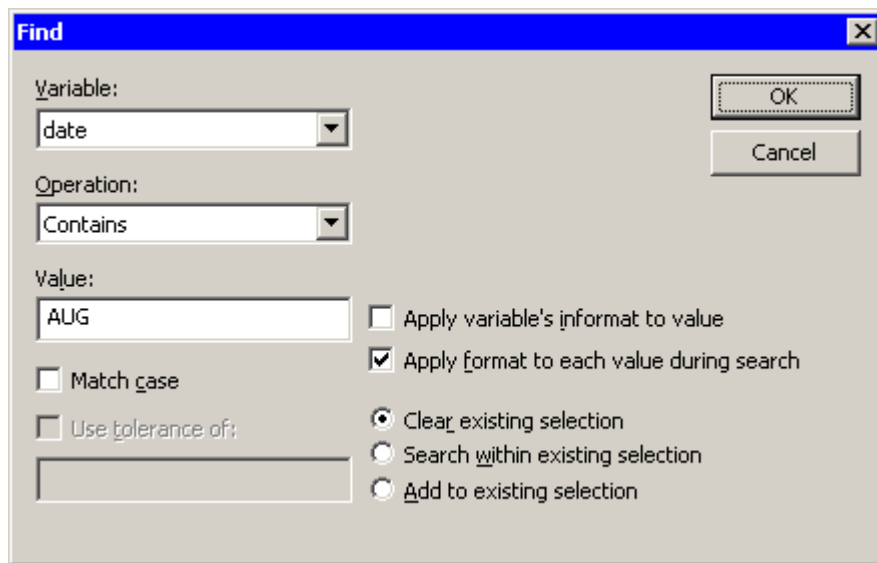 Find
Variable:
date
OK
Cancel
Operation:
Contains
Value:
AUG
Apply variable's informat to value
Apply format to each value during search
Match case
Use tolerance of:
Clear existing selection
Search within existing selection
Add to existing selection